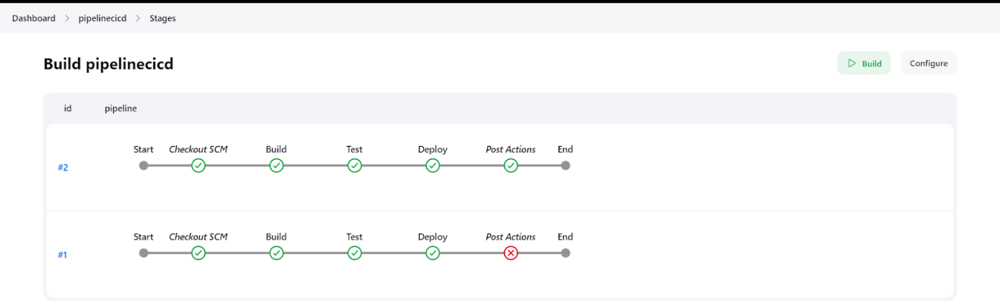 Dashboard > pipelinecicd > Stages
Build pipelinecicd
Build Configure
id pipeline
Start Checkout SCM Build Test Deploy Post Actions End
#2
Start Checkout SCM Build Test Deploy Post Actions End
#1